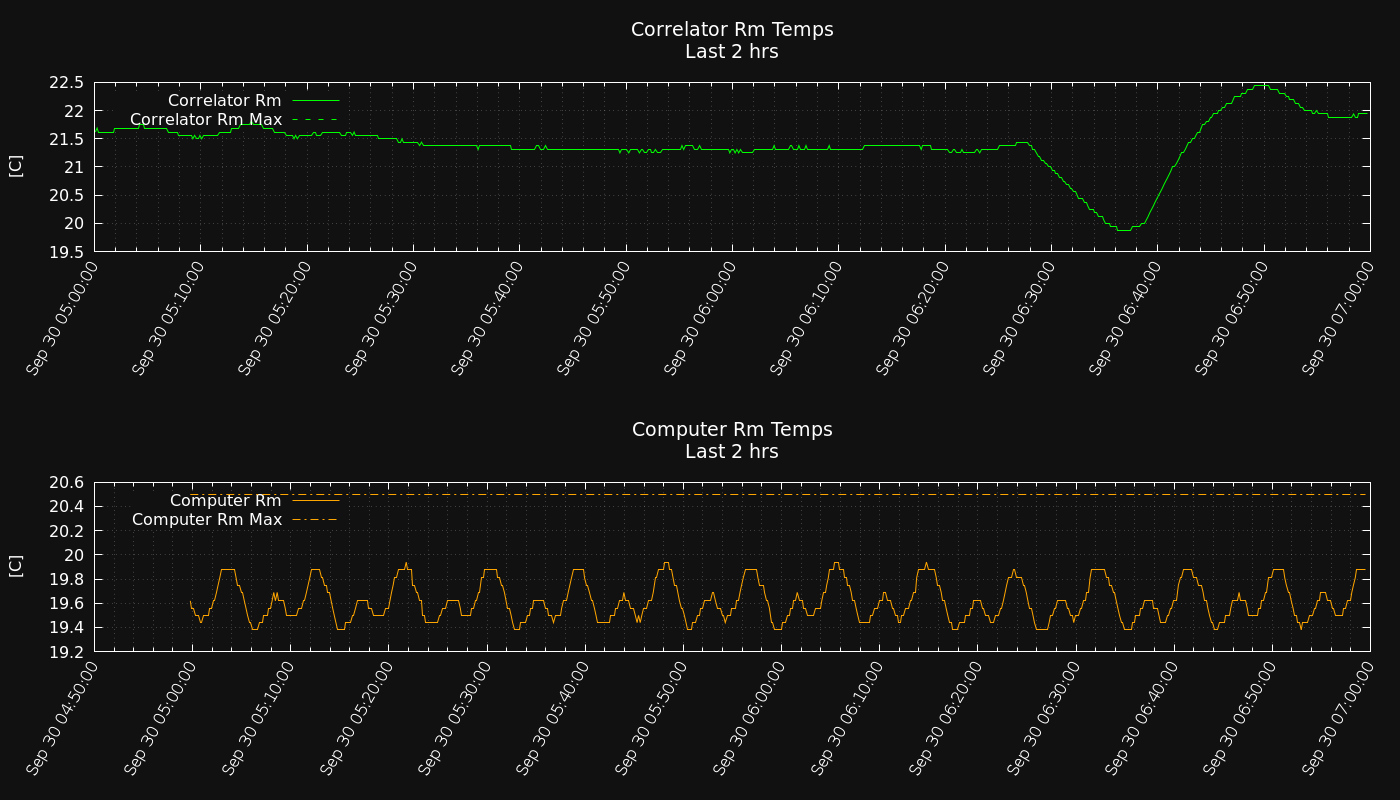 Correlator Rm Temps
Last 2 hrs
22.5
22
21.5
21
20.5
20
19.5
[C]
Correlator Rm
Correlator Rm Max
Sep 30 05:00:00
Sep 30 05:10:00
Sep 30 05:20:00
Sep 30 05:30:00
Sep 30 05:40:00
Sep 30 05:50:00
Sep 30 06:00:00
Sep 30 06:10:00
Sep 30 06:20:00
Sep 30 06:30:00
Sep 30 06:40:00
Sep 30 06:50:00
Sep 30 07:00:00
Computer Rm Temps
Last 2 hrs
20.6
20.4
20.2
20
19.8
19.6
19.4
19.2
[C]
Computer Rm
Computer Rm Max
Sep 30 04:50:00
Sep 30 05:00:00
Sep 30 05:10:00
Sep 30 05:20:00
Sep 30 05:30:00
Sep 30 05:40:00
Sep 30 05:50:00
Sep 30 06:00:00
Sep 30 06:10:00
Sep 30 06:20:00
Sep 30 06:30:00
Sep 30 06:40:00
Sep 30 06:50:00
Sep 30 07:00:00